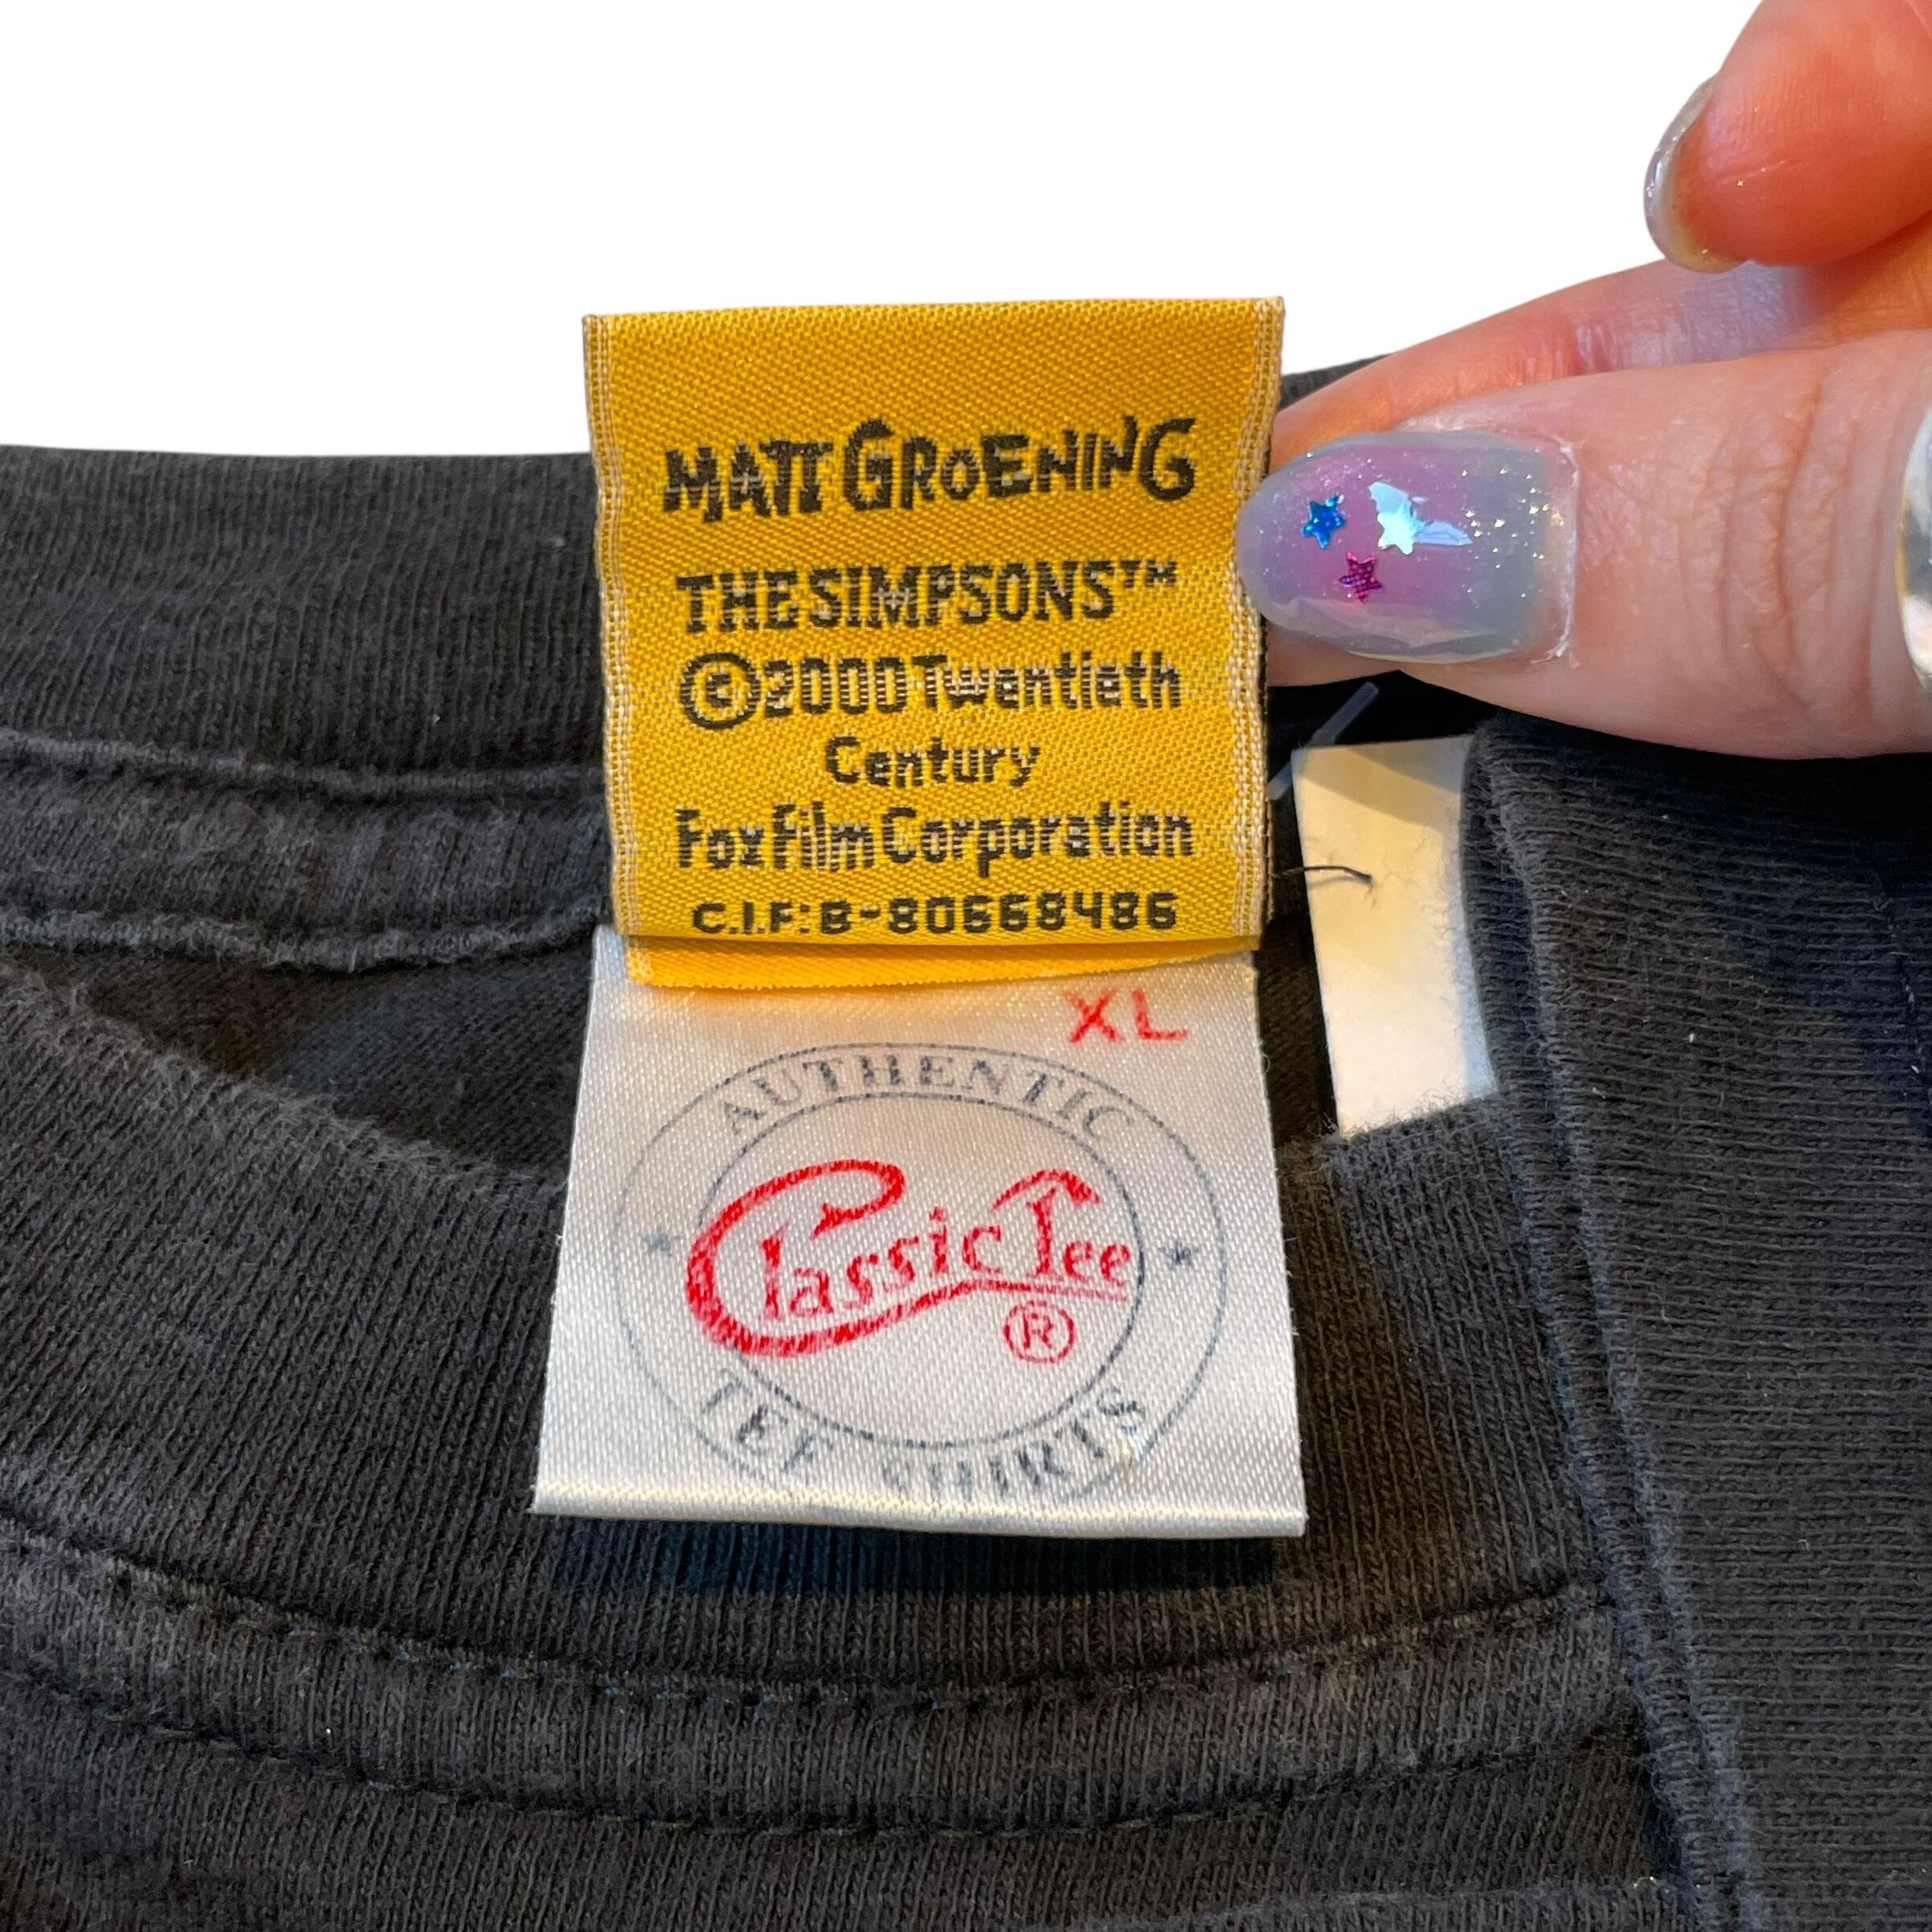 MATT GROENING
THE SIMPSONS™
©2000 Twentieth
Century
Fox Film Corporation
C.I.F: B-80668486
XL
AUTHENTIC
Classic Tee
®
TEE SHIRTS